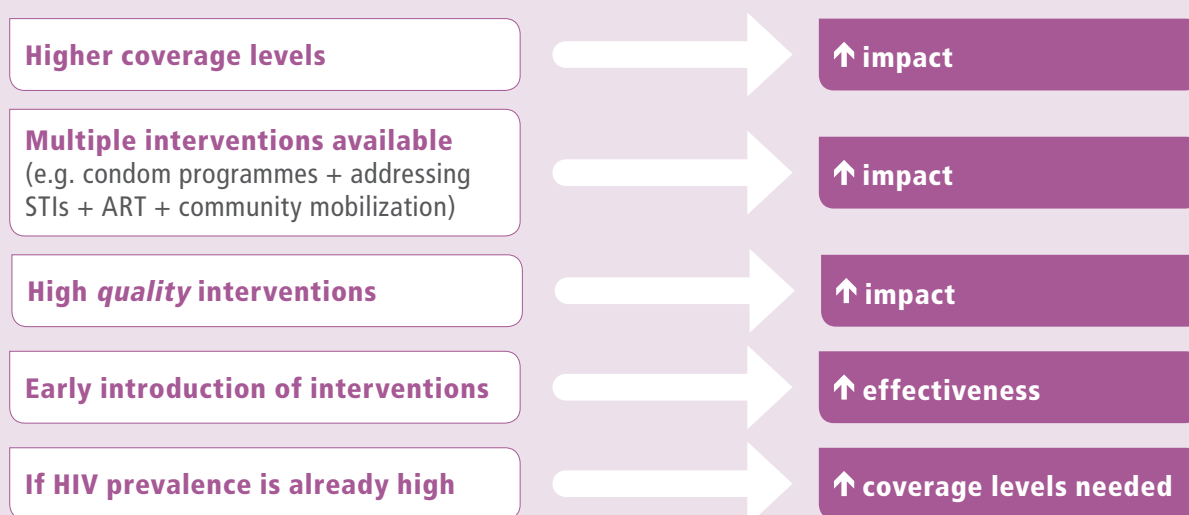 Higher coverage levels
↑ impact
Multiple interventions available
(e.g. condom programmes + addressing
STIs + ART + community mobilization)
↑ impact
High quality interventions
↑ impact
Early introduction of interventions
↑ effectiveness
If HIV prevalence is already high
↑ coverage levels needed